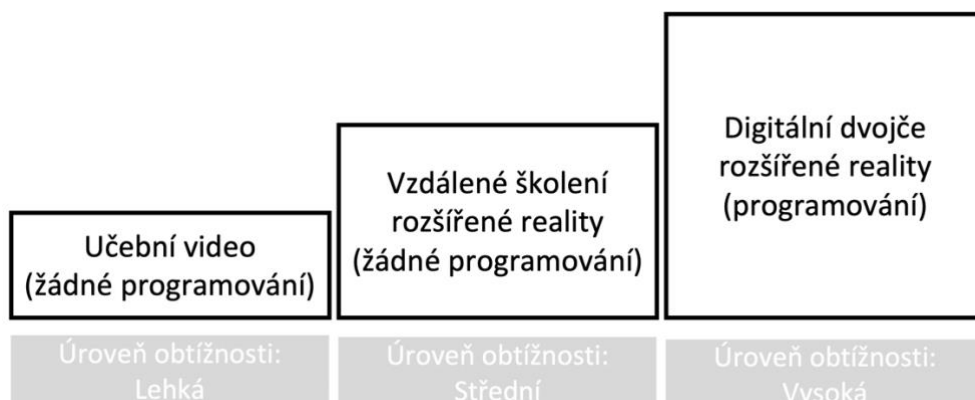 Učební video
(žádné programování)
Vzdálené školení
rozšířené reality
(žádné programování)
Digitální dvojče
rozšířené reality
(programování)
Úroveň obtížnosti:
Lehká
Úroveň obtížnosti:
Střední
Úroveň obtížnosti:
Vysoká